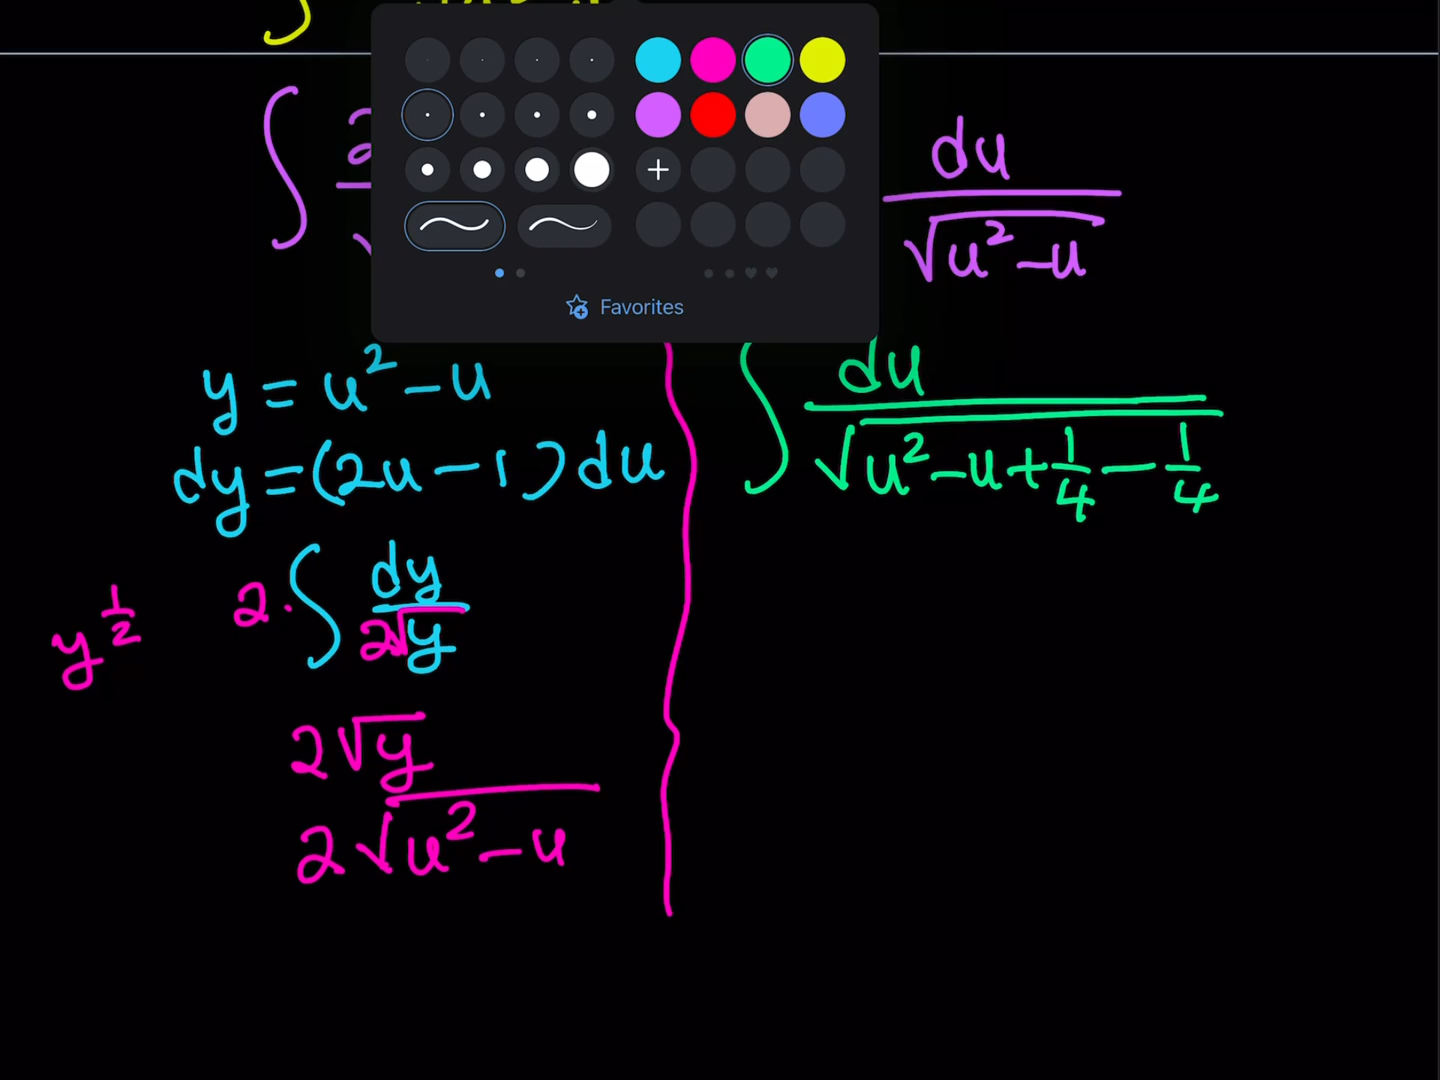 ∫ 2 du
√ √u² − u
Favorites
y = u² − u
dy = (2u − 1) du
2 · ∫ dy / 2√y
y^1/2
2√y
2√u² − u
∫ du / √u² − u + 1/4 − 1/4